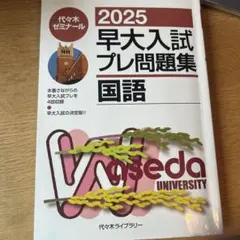 代々木
ゼミナール
2025
早大入試
プレ問題集
国語
本番さながらの
早大入試プレを
4回収録
早大入試の決定版!!
Waseda
UNIVERSITY
代々木ライブラリー